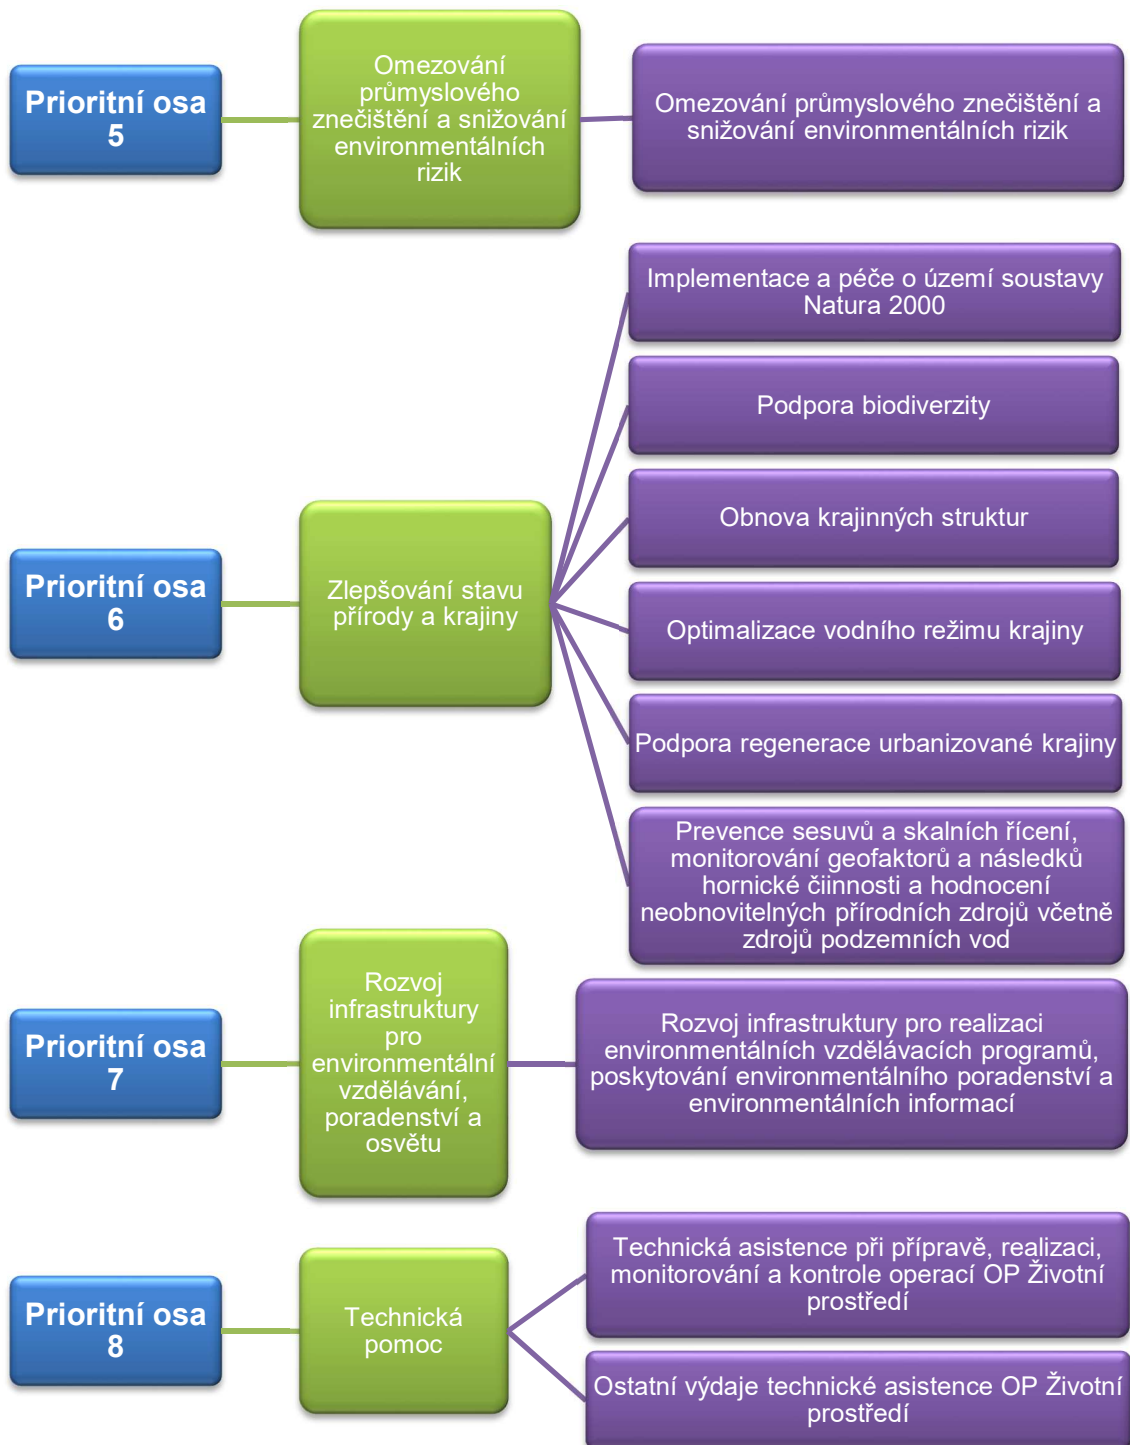 Prioritní osa
5
Omezování
průmyslového
znečištění a snižování
environmentálních
rizik
Omezování průmyslového znečištění a
snižování environmentálních rizik
Prioritní osa
6
Zlepšování stavu
přírody a krajiny
Implementace a péče o území soustavy
Natura 2000
Podpora biodiverzity
Obnova krajinných struktur
Optimalizace vodního režimu krajiny
Podpora regenerace urbanizované krajiny
Prevence sesuvů a skalních řícení,
monitorování geofaktorů a následků
hornické čiinnosti a hodnocení
neobnovitelných přírodních zdrojů včetně
zdrojů podzemních vod
Prioritní osa
7
Rozvoj
infrastruktury
pro
environmentální
vzdělávání,
poradenství a
osvětu
Rozvoj infrastruktury pro realizaci
environmentálních vzdělávacích programů,
poskytování environmentálního poradenství a
environmentálních informací
Prioritní osa
8
Technická
pomoc
Technická asistence při přípravě, realizaci,
monitorování a kontrole operací OP Životní
prostředí
Ostatní výdaje technické asistence OP Životní
prostředí